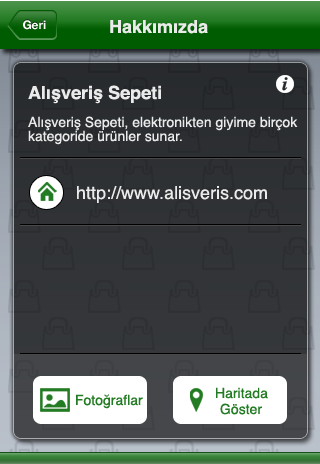 Geri
Hakkımızda
Alışveriş Sepeti
Alışveriş Sepeti, elektronikten giyime birçok
kategoride ürünler sunar.
http://www.alisveris.com
Fotoğraflar
Haritada
Göster